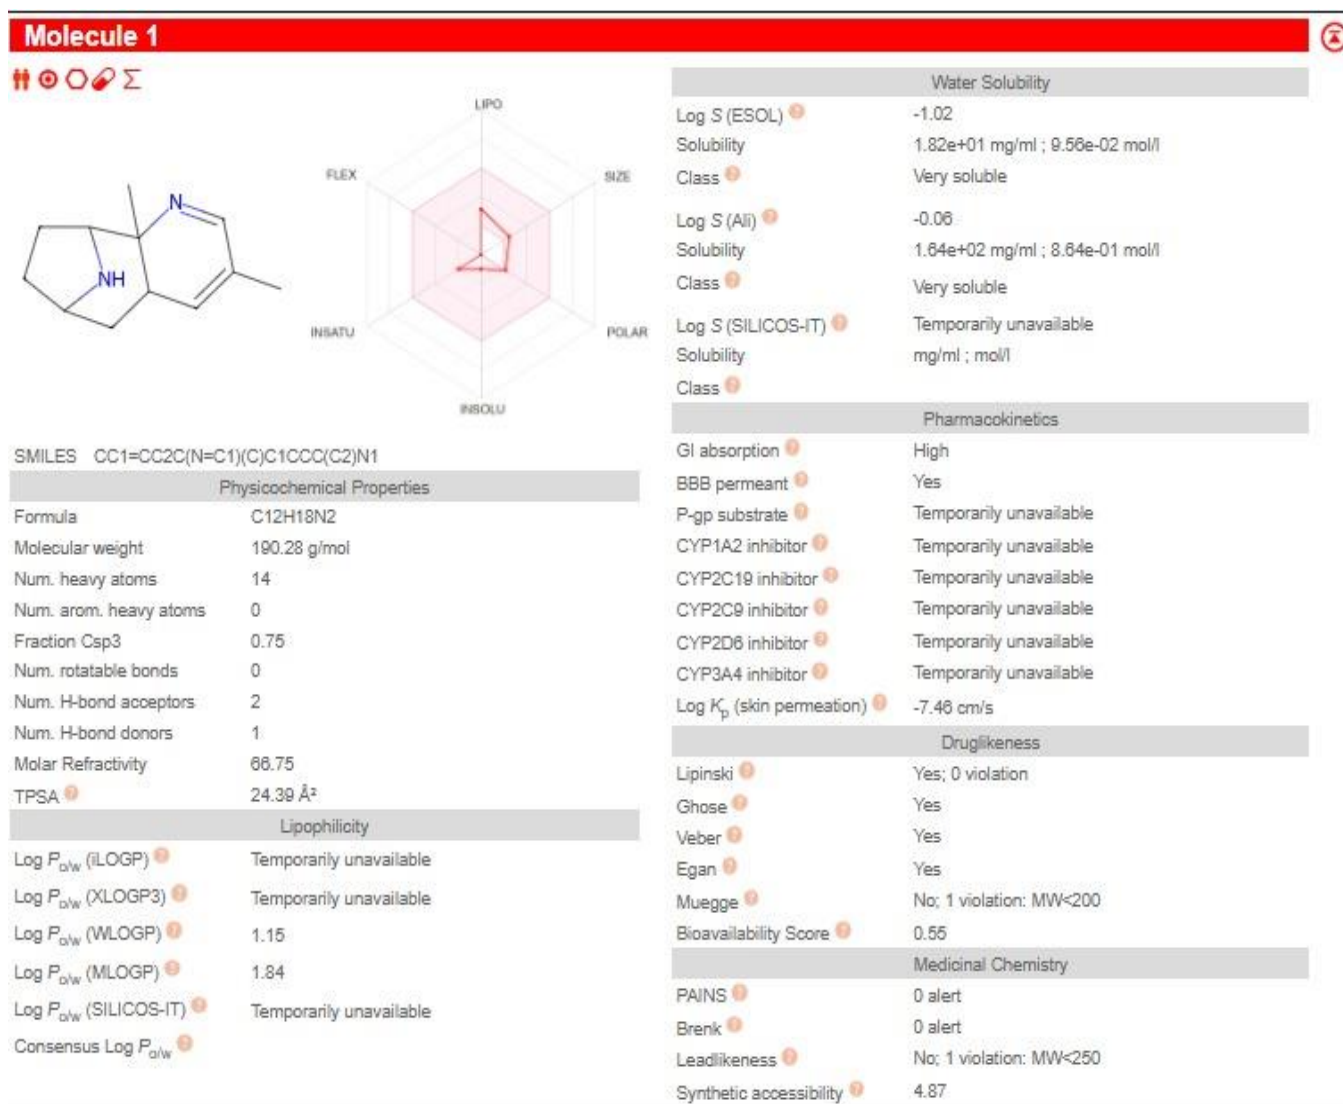 Molecule 1
LIPO
FLEX
SIZE
N
NH
INSATU
POLAR
INSOLU
SMILES CC1=CC2C(N=C1)(C)C1CCC(C2)N1
Physicochemical Properties
Formula C12H18N2
Molecular weight 190.28 g/mol
Num. heavy atoms 14
Num. arom. heavy atoms 0
Fraction Csp3 0.75
Num. rotatable bonds 0
Num. H-bond acceptors 2
Num. H-bond donors 1
Molar Refractivity 66.75
TPSA ? 24.39 Å²
Lipophilicity
Log Po/w (iLOGP) ? Temporarily unavailable
Log Po/w (XLOGP3) ? Temporarily unavailable
Log Po/w (WLOGP) ? 1.15
Log Po/w (MLOGP) ? 1.84
Log Po/w (SILICOS-IT) ? Temporarily unavailable
Consensus Log Po/w ?
Water Solubility
Log S (ESOL) ? -1.02
Solubility 1.82e+01 mg/ml ; 9.56e-02 mol/l
Class ? Very soluble
Log S (Ali) ? -0.06
Solubility 1.64e+02 mg/ml ; 8.64e-01 mol/l
Class ? Very soluble
Log S (SILICOS-IT) ? Temporarily unavailable
Solubility mg/ml ; mol/l
Class ?
Pharmacokinetics
GI absorption ? High
BBB permeant ? Yes
P-gp substrate ? Temporarily unavailable
CYP1A2 inhibitor ? Temporarily unavailable
CYP2C19 inhibitor ? Temporarily unavailable
CYP2C9 inhibitor ? Temporarily unavailable
CYP2D6 inhibitor ? Temporarily unavailable
CYP3A4 inhibitor ? Temporarily unavailable
Log Kp (skin permeation) ? -7.46 cm/s
Druglikeness
Lipinski ? Yes; 0 violation
Ghose ? Yes
Veber ? Yes
Egan ? Yes
Muegge ? No; 1 violation: MW<200
Bioavailability Score ? 0.55
Medicinal Chemistry
PAINS ? 0 alert
Brenk ? 0 alert
Leadlikeness ? No; 1 violation: MW<250
Synthetic accessibility ? 4.87